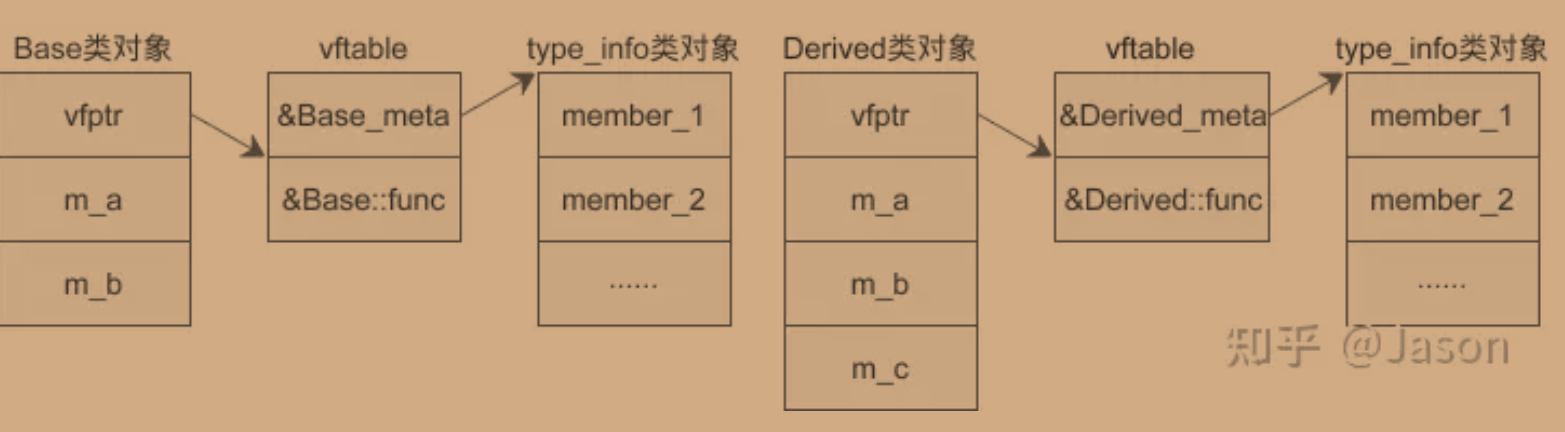 Base类对象 vftable type_info类对象 Derived类对象 vftable type_info类对象
vfptr &Base_meta member_1 vfptr &Derived_meta member_1
m_a &Base::func member_2 m_a &Derived::func member_2
m_b ...... m_b ......
m_c
知乎 @Jason